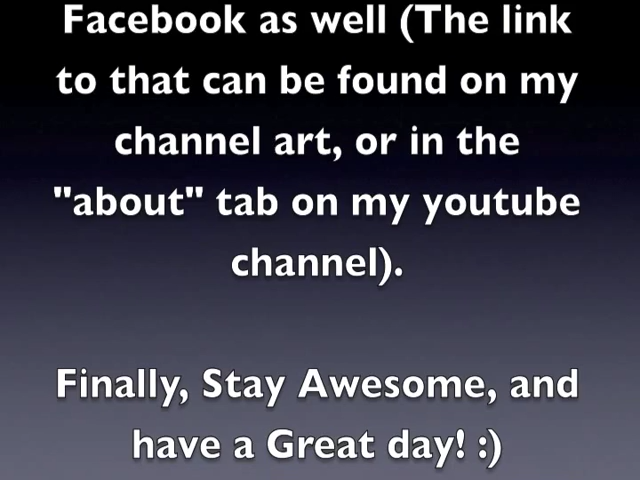 Facebook as well (The link
to that can be found on my
channel art, or in the
"about" tab on my youtube
channel).
Finally, Stay Awesome, and
have a Great day! :)